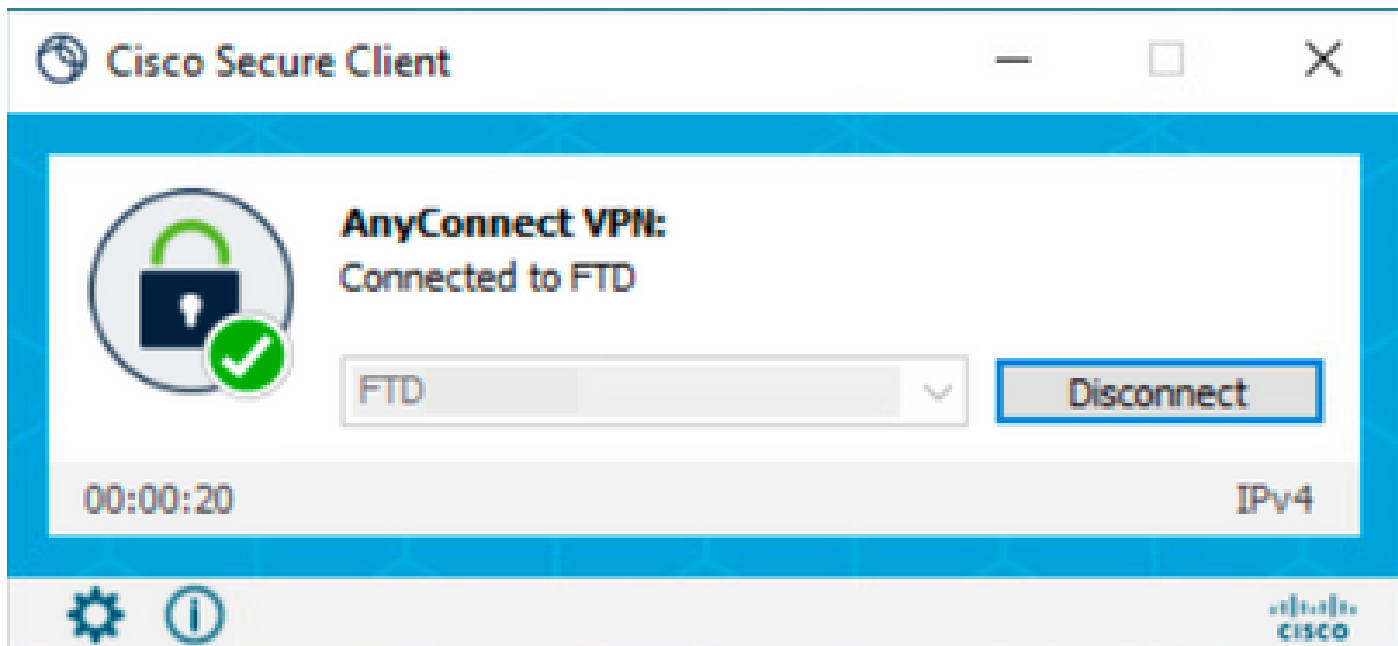 Cisco Secure Client
AnyConnect VPN:
Connected to FTD
FTD
Disconnect
00:00:20
IPv4
CISCO